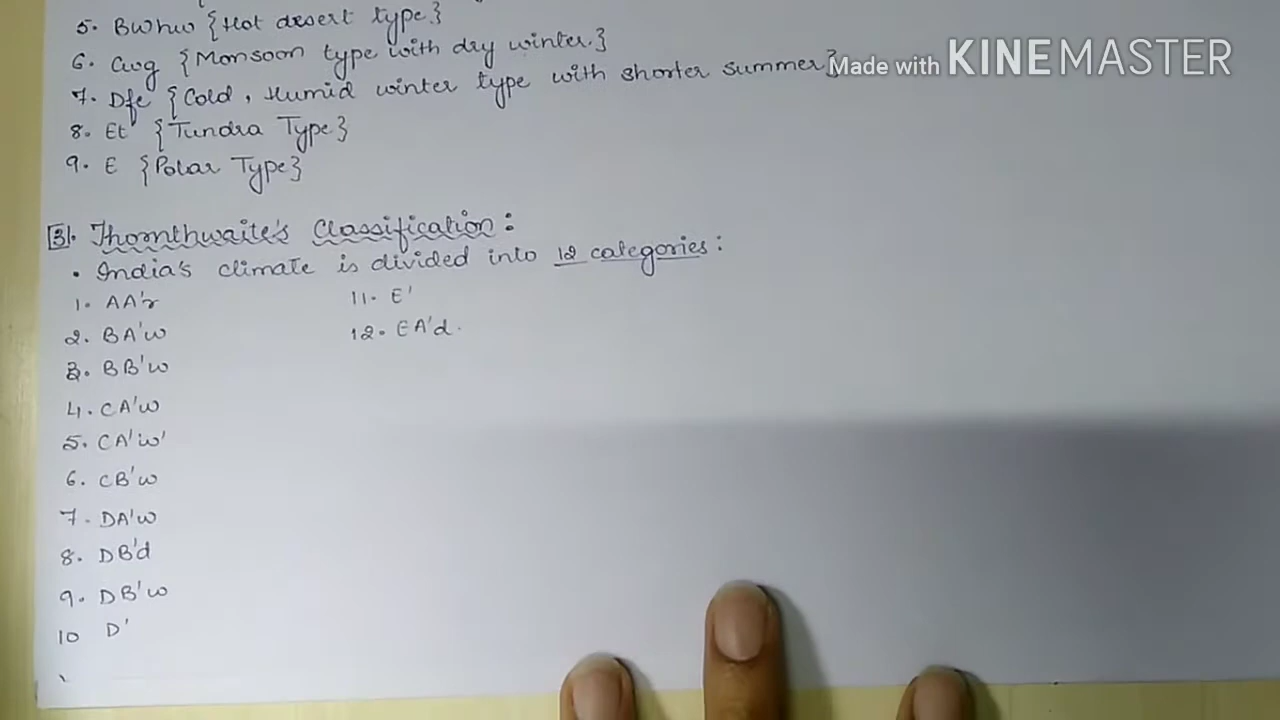 5. BWhw {Hot desert type}
6. Cwg {Monsoon type with dry winter.}
7. Dfc {Cold, Humid winter type with shorter summer}
Made with KINEMASTER
8. Et {Tundra Type}
9. E {Polar Type}
3. Thornthwaite's Classification:
• India's climate is divided into 12 categories:
1. AA'r
2. BA'w
3. BB'w
4. CA'w
5. CA'w'
6. CB'w
7. DA'w
8. DB'd
9. DB'w
10 D'
11. E'
12. EA'd.